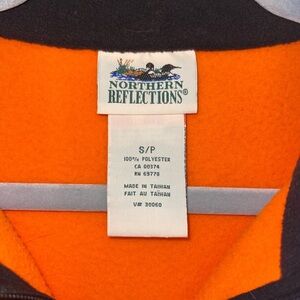 NORTHERN
REFLECTIONS®
S/P
100% POLYESTER
CA 00374
RN 69770
MADE IN TAIWAN
FAIT AU TAIWAN
V# 30060